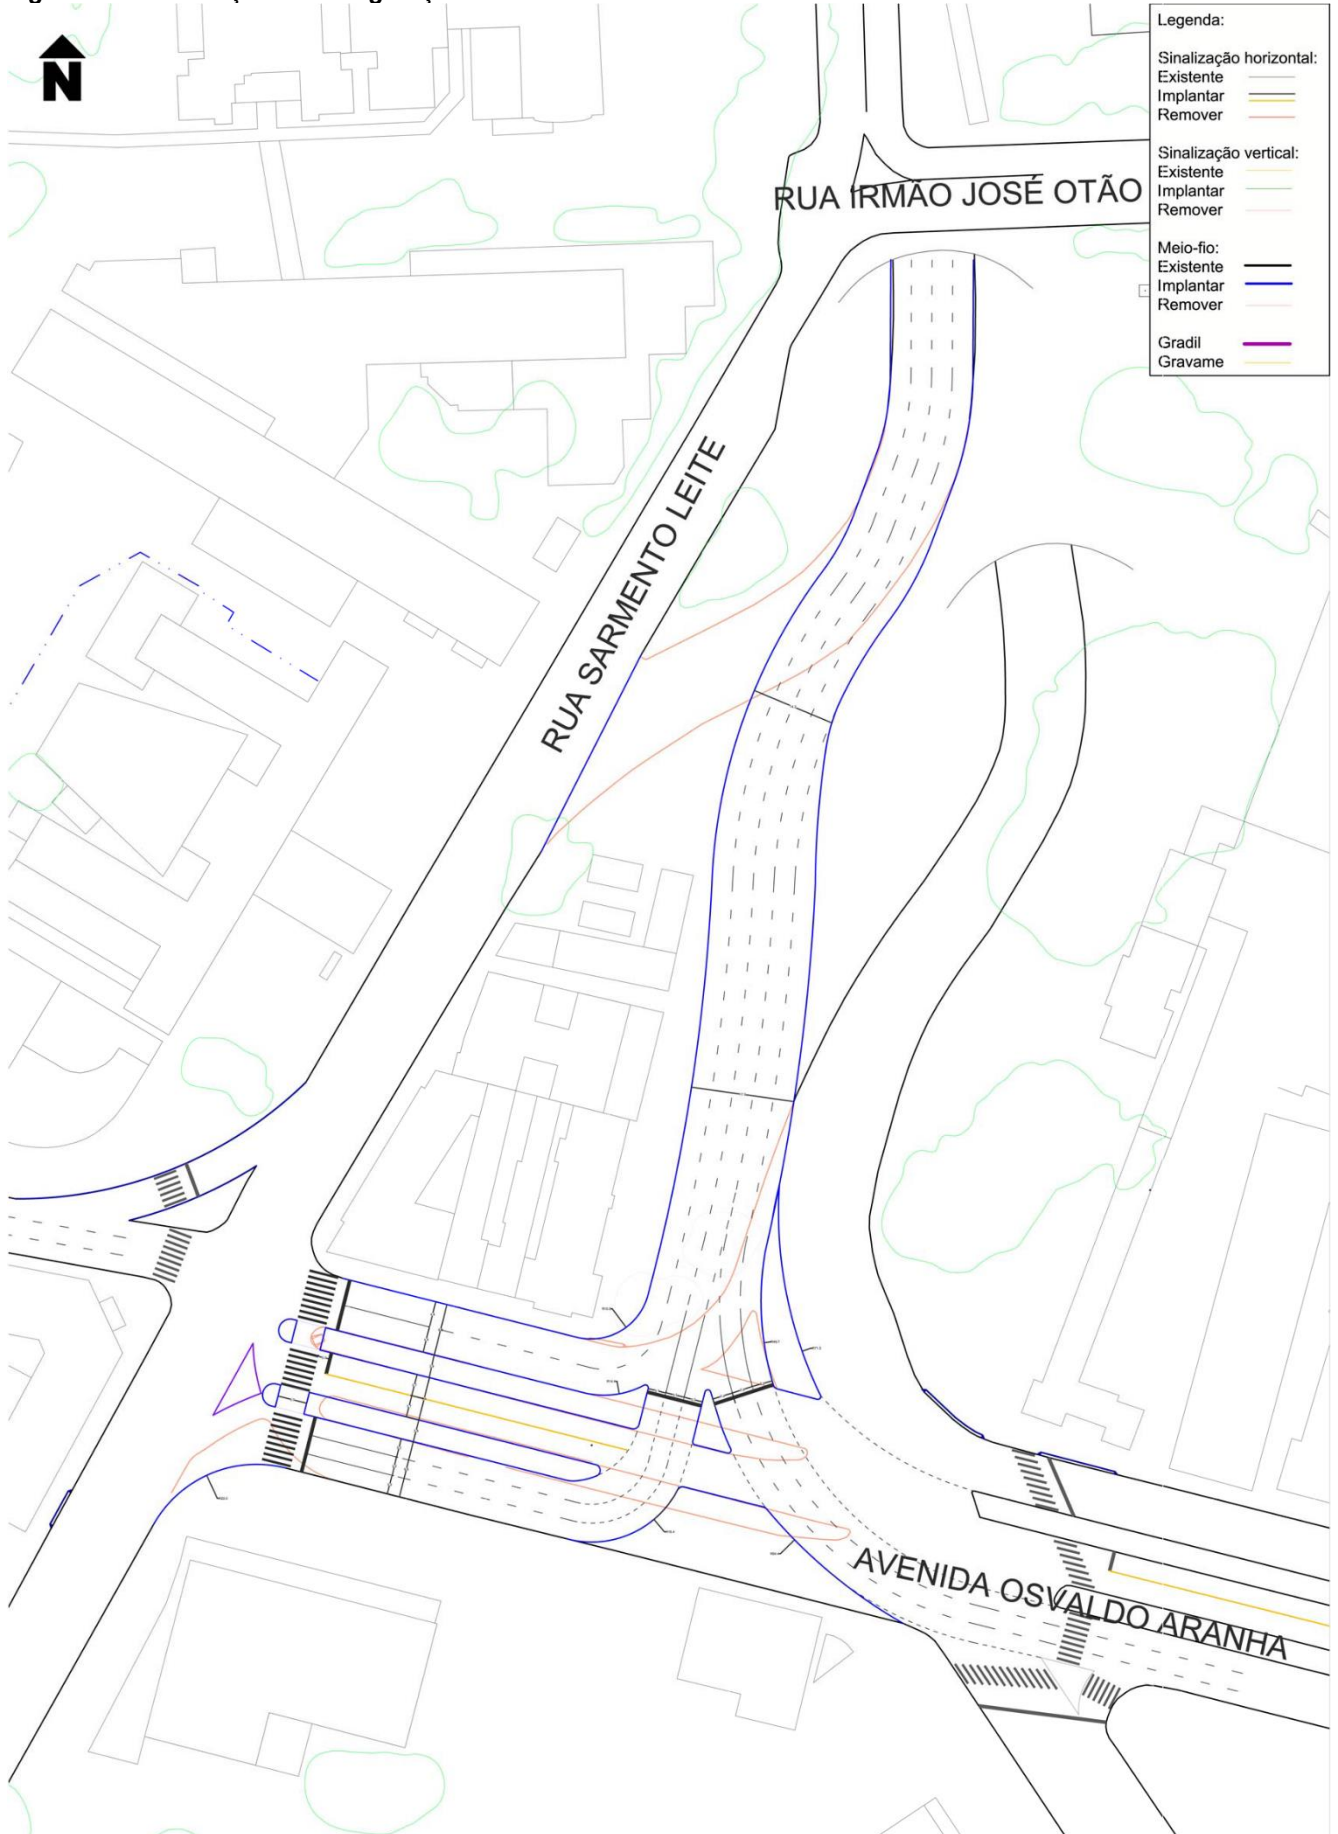 N
Legenda:
Sinalização horizontal:
Existente
Implantar
Remover
Sinalização vertical:
Existente
Implantar
Remover
Meio-fio:
Existente
Implantar
Remover
Gradil
Gravame
RUA IRMÃO JOSÉ OTÃO
RUA SARMENTO LEITE
AVENIDA OSVALDO ARANHA